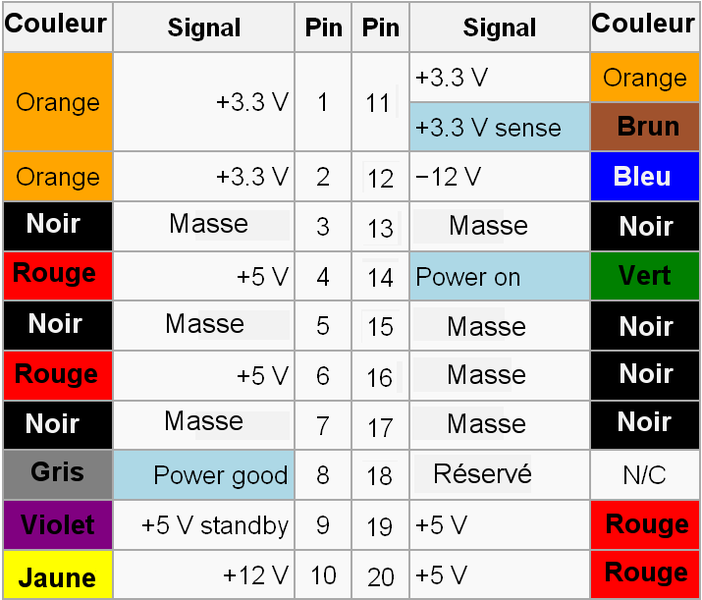 Couleur Signal Pin Pin Signal Couleur
Orange +3.3 V 1 11 +3.3 V Orange
+3.3 V sense Brun
Orange +3.3 V 2 12 −12 V Bleu
Noir Masse 3 13 Masse Noir
Rouge +5 V 4 14 Power on Vert
Noir Masse 5 15 Masse Noir
Rouge +5 V 6 16 Masse Noir
Noir Masse 7 17 Masse Noir
Gris Power good 8 18 Réservé N/C
Violet +5 V standby 9 19 +5 V Rouge
Jaune +12 V 10 20 +5 V Rouge